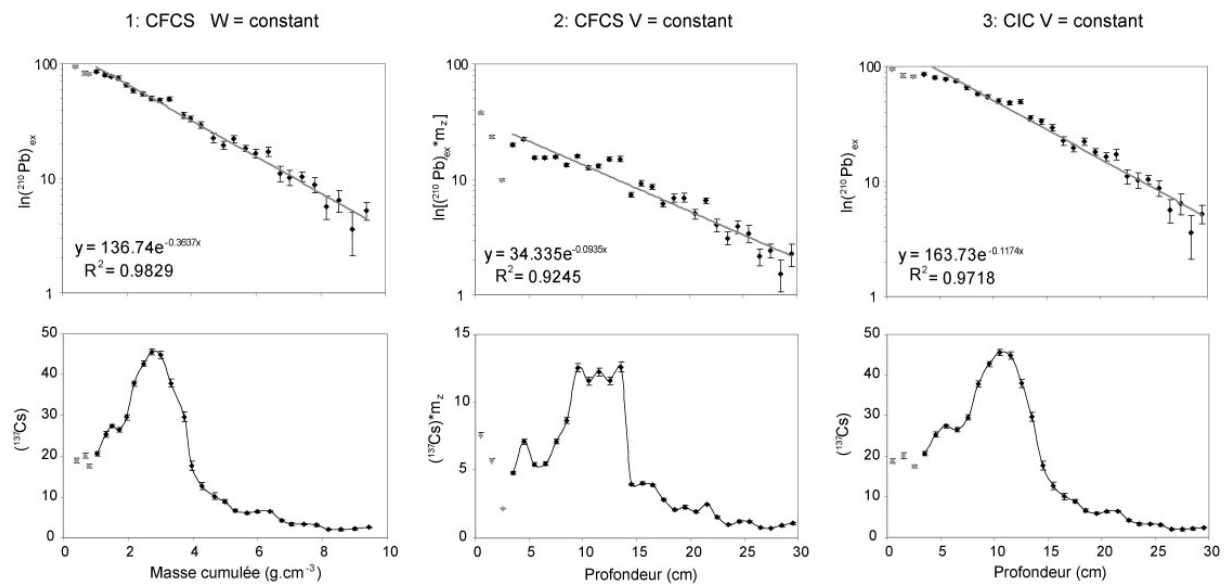 1: CFCS W = constant
2: CFCS V = constant
3: CIC V = constant
ln(²¹⁰Pb)ₑₓ
100
10
1
y = 136.74e^-0.3637x
R² = 0.9829
ln[(²¹⁰Pb)ₑₓ*m_z]
100
10
1
y = 34.335e^-0.0935x
R² = 0.9245
ln(²¹⁰Pb)ₑₓ
100
10
1
y = 163.73e^-0.1174x
R² = 0.9718
(¹³⁷Cs)
50
40
30
20
10
0
0 2 4 6 8 10
Masse cumulée (g.cm⁻³)
(¹³⁷Cs)*m_z
15
10
5
0
0 5 10 15 20 25 30
Profondeur (cm)
(¹³⁷Cs)
50
40
30
20
10
0
0 5 10 15 20 25 30
Profondeur (cm)